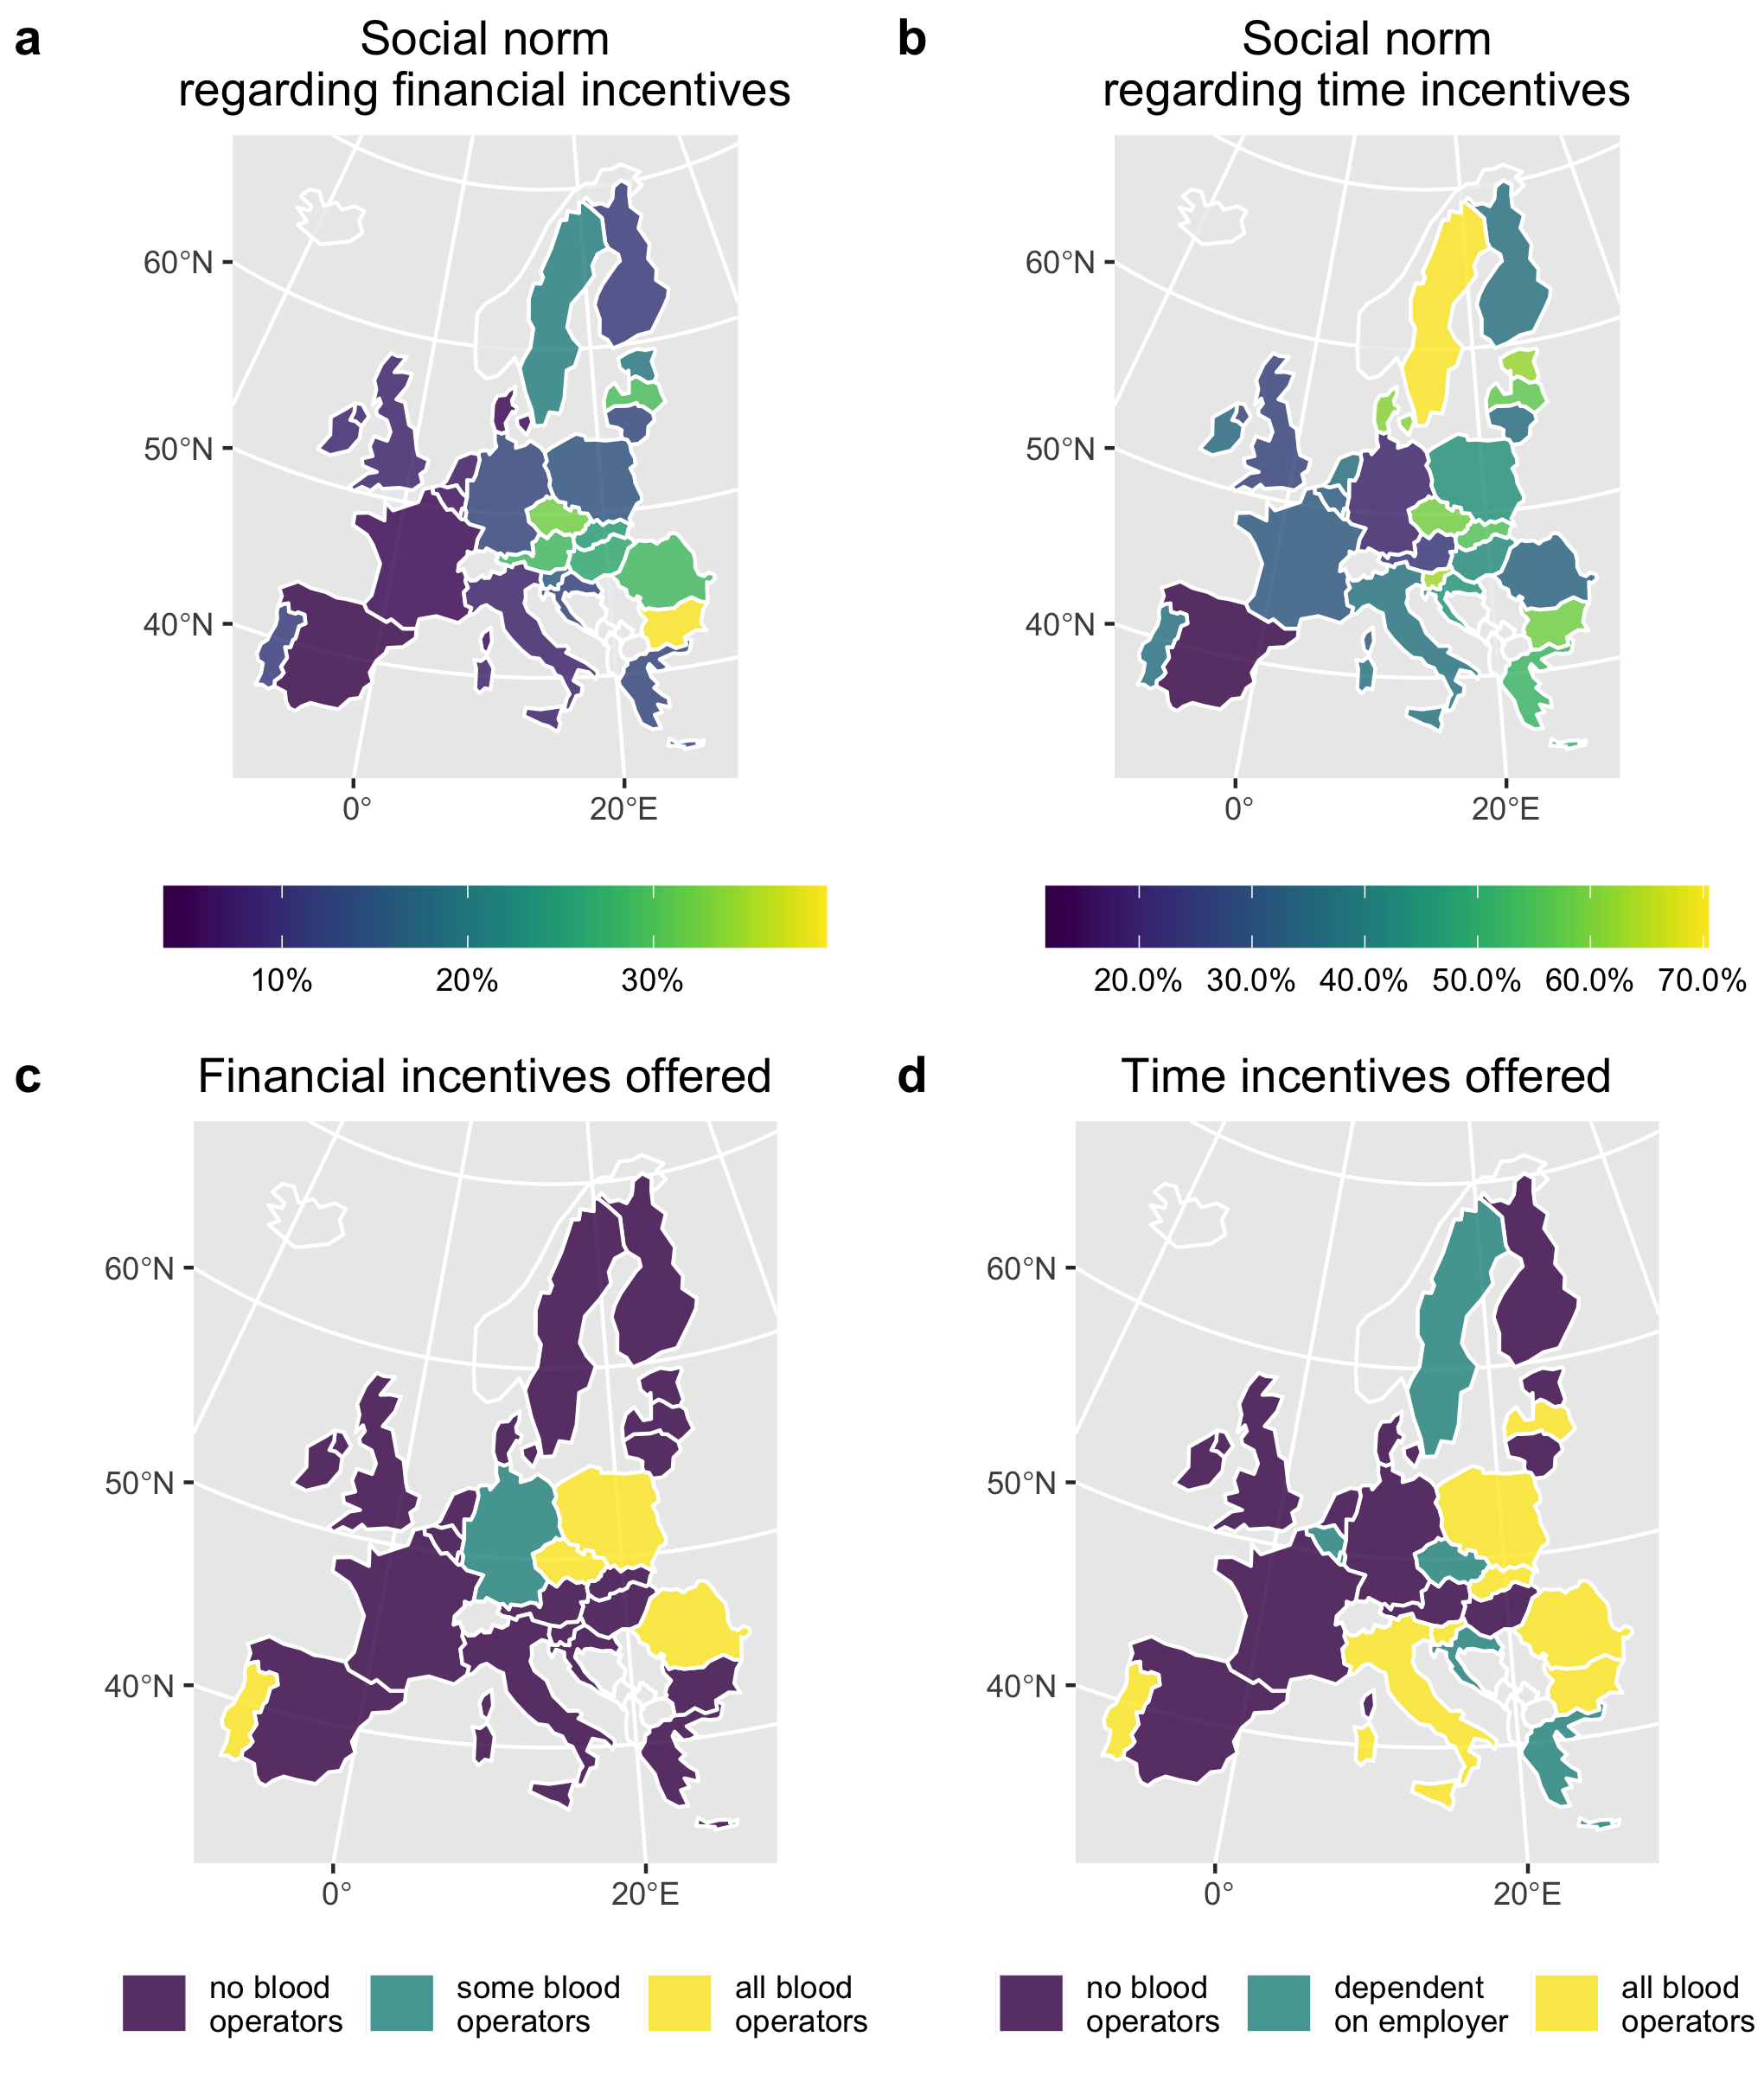 a
Social norm
regarding financial incentives
60°N
50°N
40°N
0°
20°E
10%
20%
30%
b
Social norm
regarding time incentives
60°N
50°N
40°N
0°
20°E
20.0%
30.0%
40.0%
50.0%
60.0%
70.0%
c
Financial incentives offered
60°N
50°N
40°N
0°
20°E
no blood
operators
some blood
operators
all blood
operators
d
Time incentives offered
60°N
50°N
40°N
0°
20°E
no blood
operators
dependent
on employer
all blood
operators